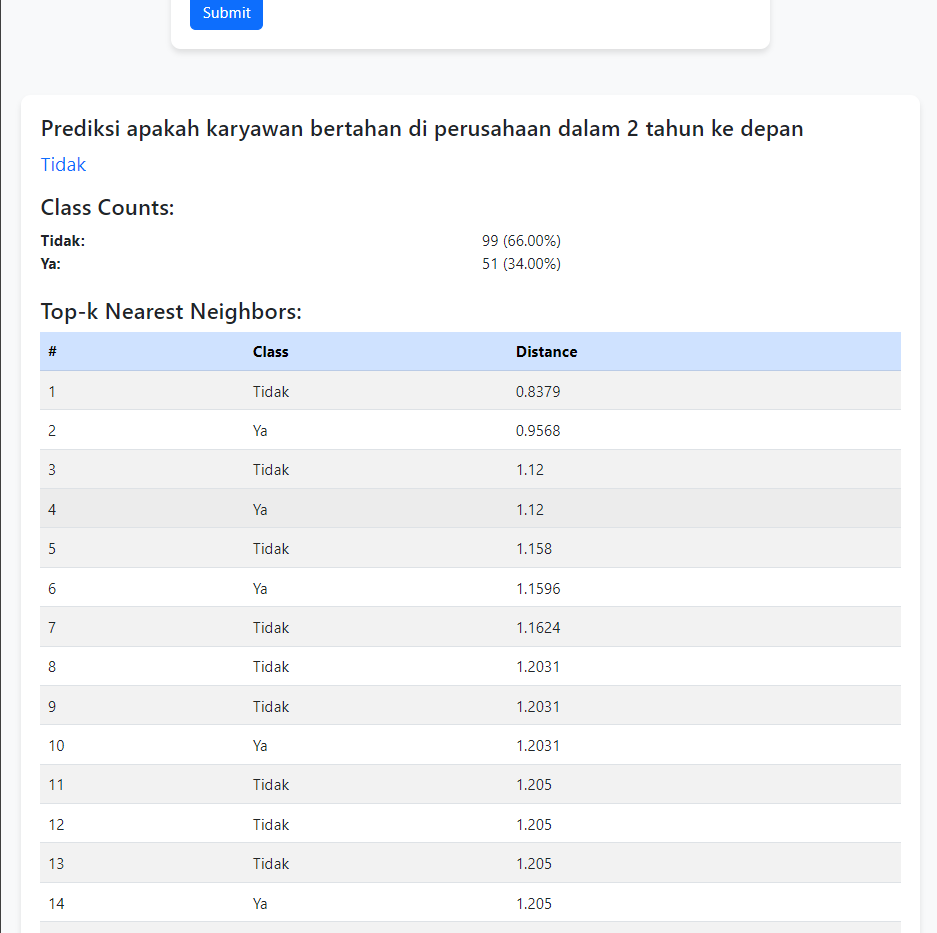 Submit
Prediksi apakah karyawan bertahan di perusahaan dalam 2 tahun ke depan
Tidak
Class Counts:
Tidak: 99 (66.00%)
Ya: 51 (34.00%)
Top-k Nearest Neighbors:
# Class Distance
1 Tidak 0.8379
2 Ya 0.9568
3 Tidak 1.12
4 Ya 1.12
5 Tidak 1.158
6 Ya 1.1596
7 Tidak 1.1624
8 Tidak 1.2031
9 Tidak 1.2031
10 Ya 1.2031
11 Tidak 1.205
12 Tidak 1.205
13 Tidak 1.205
14 Ya 1.205